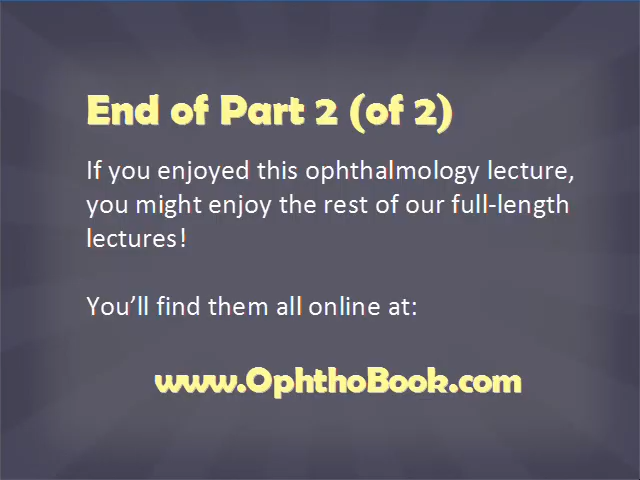 End of Part 2 (of 2)
If you enjoyed this ophthalmology lecture,
you might enjoy the rest of our full-length
lectures!
You’ll find them all online at:
www.OphthoBook.com